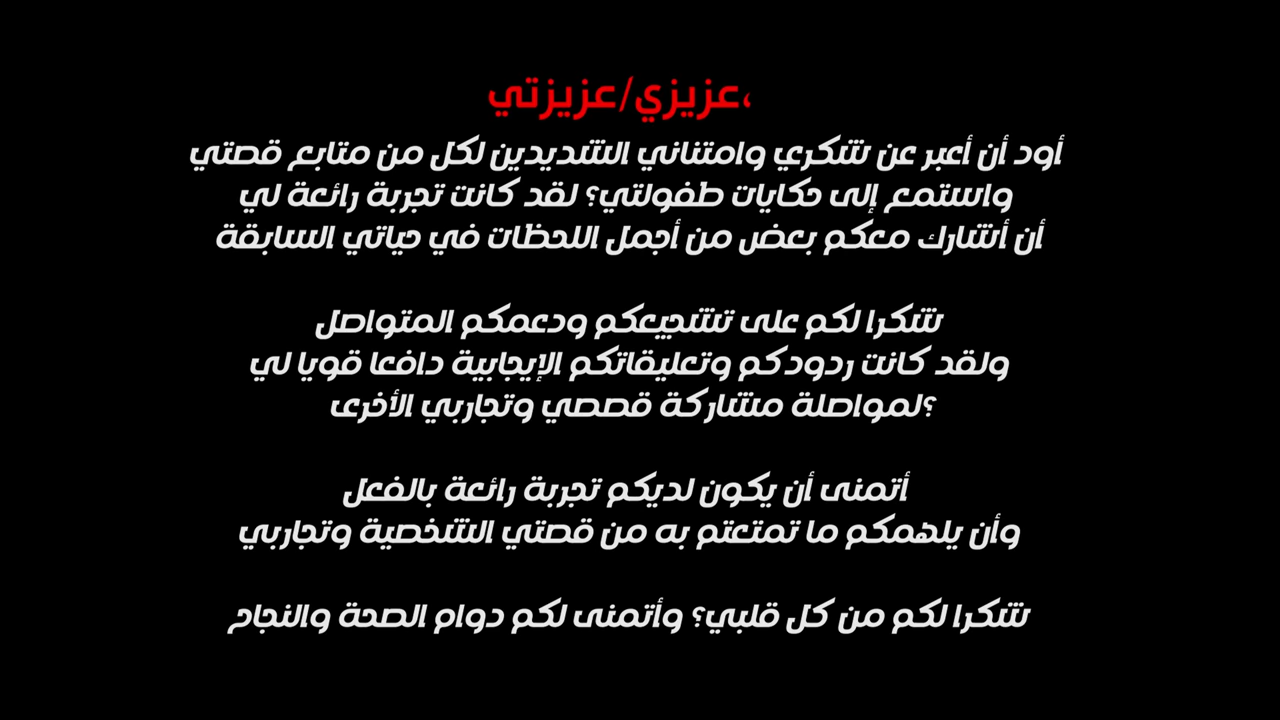 ،عزيزي/عزيزتي
أود أن أعبر عن شكري وامتناني الشديدين لكل من متابع قصتي
واستمع إلى حكايات طفولتي؟ لقد كانت تجربة رائعة لي
أن أشارك معكم بعض من أجمل اللحظات في حياتي السابقة
شكرا لكم على تشجيعكم ودعمكم المتواصل
ولقد كانت ردودكم وتعليقاتكم الإيجابية دافعا قويا لي
؟لمواصلة مشاركة قصصي وتجاربي الأخرى
أتمنى أن يكون لديكم تجربة رائعة بالفعل
وأن يلهمكم ما تمتعتم به من قصتي الشخصية وتجاربي
شكرا لكم من كل قلبي؟ وأتمنى لكم دوام الصحة والنجاح